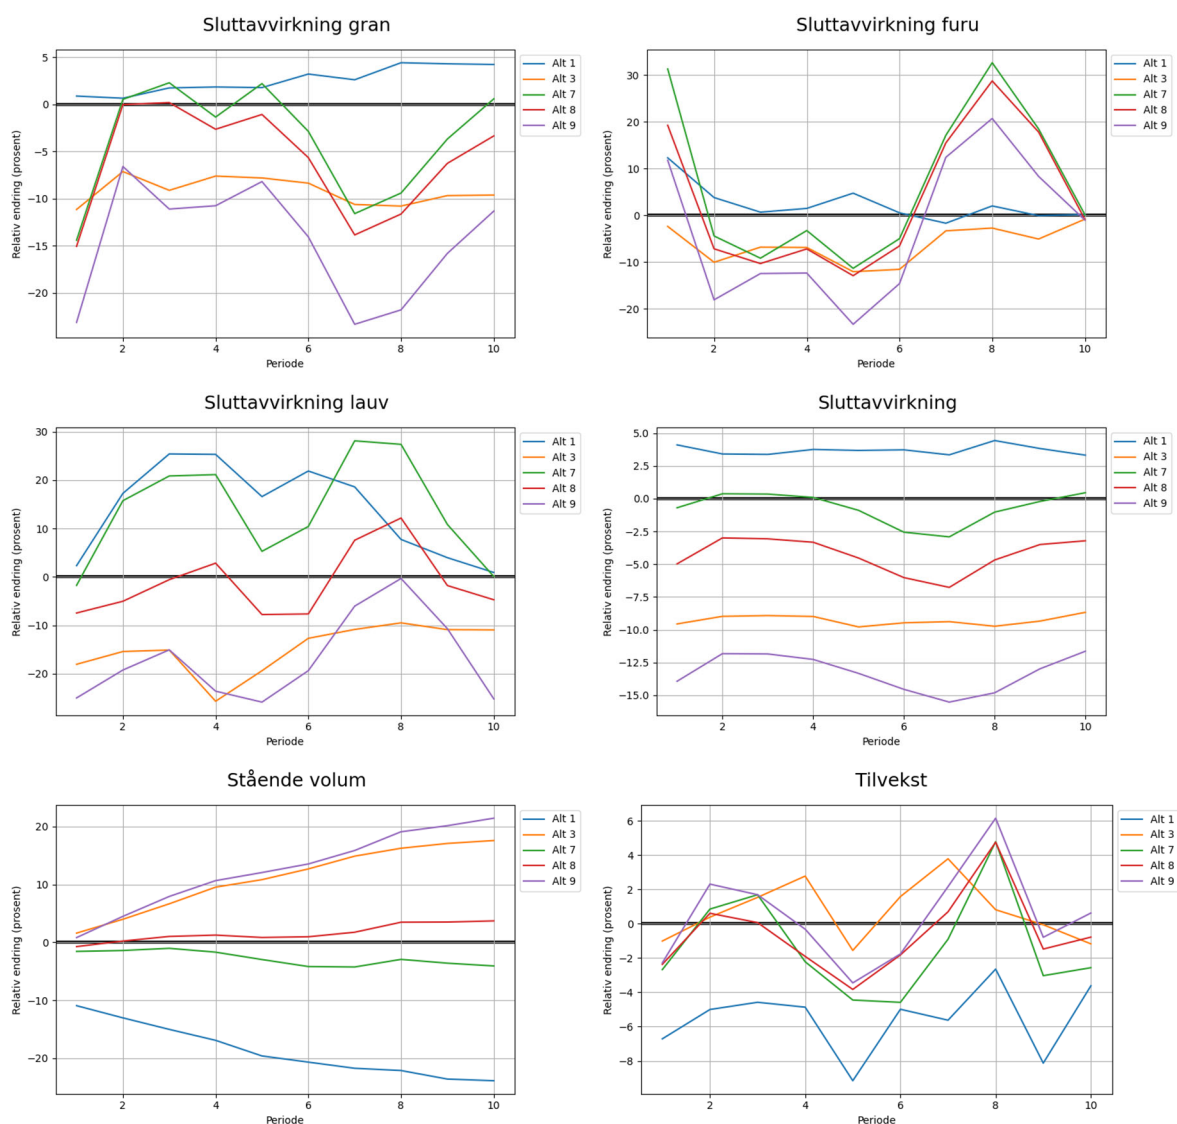 Sluttavvirkning gran
Relativ endring (prosent)
5
0
−5
−10
−15
−20
2
4
6
8
10
Periode
Alt 1
Alt 3
Alt 7
Alt 8
Alt 9
Sluttavvirkning furu
Relativ endring (prosent)
30
20
10
0
−10
−20
2
4
6
8
10
Periode
Alt 1
Alt 3
Alt 7
Alt 8
Alt 9
Sluttavvirkning lauv
Relativ endring (prosent)
30
20
10
0
−10
−20
2
4
6
8
10
Periode
Alt 1
Alt 3
Alt 7
Alt 8
Alt 9
Sluttavvirkning
Relativ endring (prosent)
5.0
2.5
0.0
−2.5
−5.0
−7.5
−10.0
−12.5
−15.0
2
4
6
8
10
Periode
Alt 1
Alt 3
Alt 7
Alt 8
Alt 9
Stående volum
Relativ endring (prosent)
20
10
0
−10
−20
2
4
6
8
10
Periode
Alt 1
Alt 3
Alt 7
Alt 8
Alt 9
Tilvekst
Relativ endring (prosent)
6
4
2
0
−2
−4
−6
−8
2
4
6
8
10
Periode
Alt 1
Alt 3
Alt 7
Alt 8
Alt 9